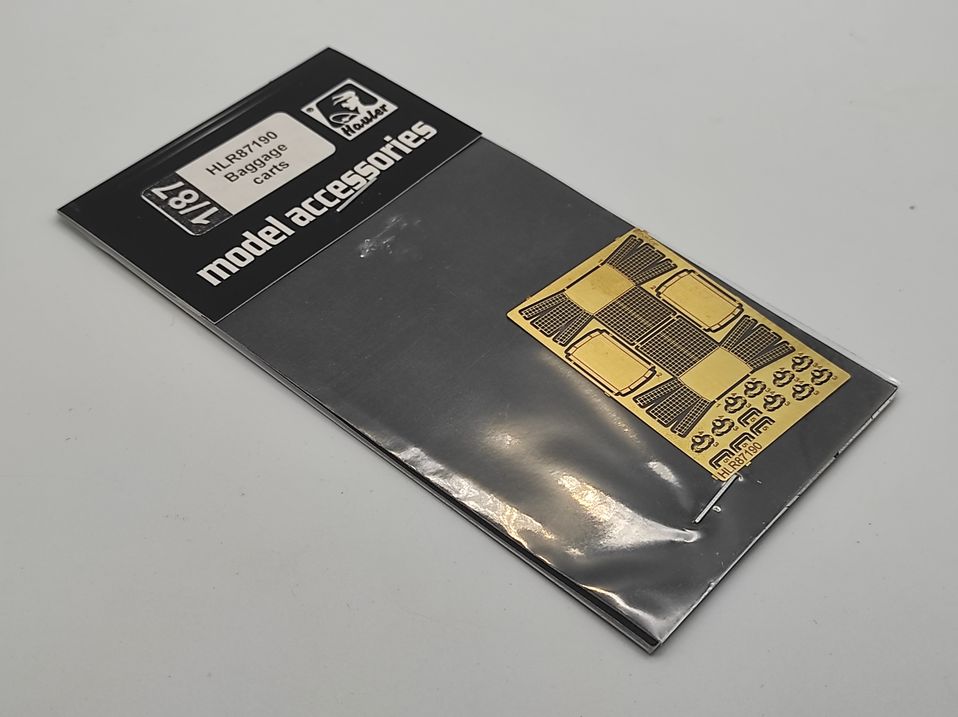 Hauler
HLR87190
Baggage
carts
1/87
model accessories
HLR87190